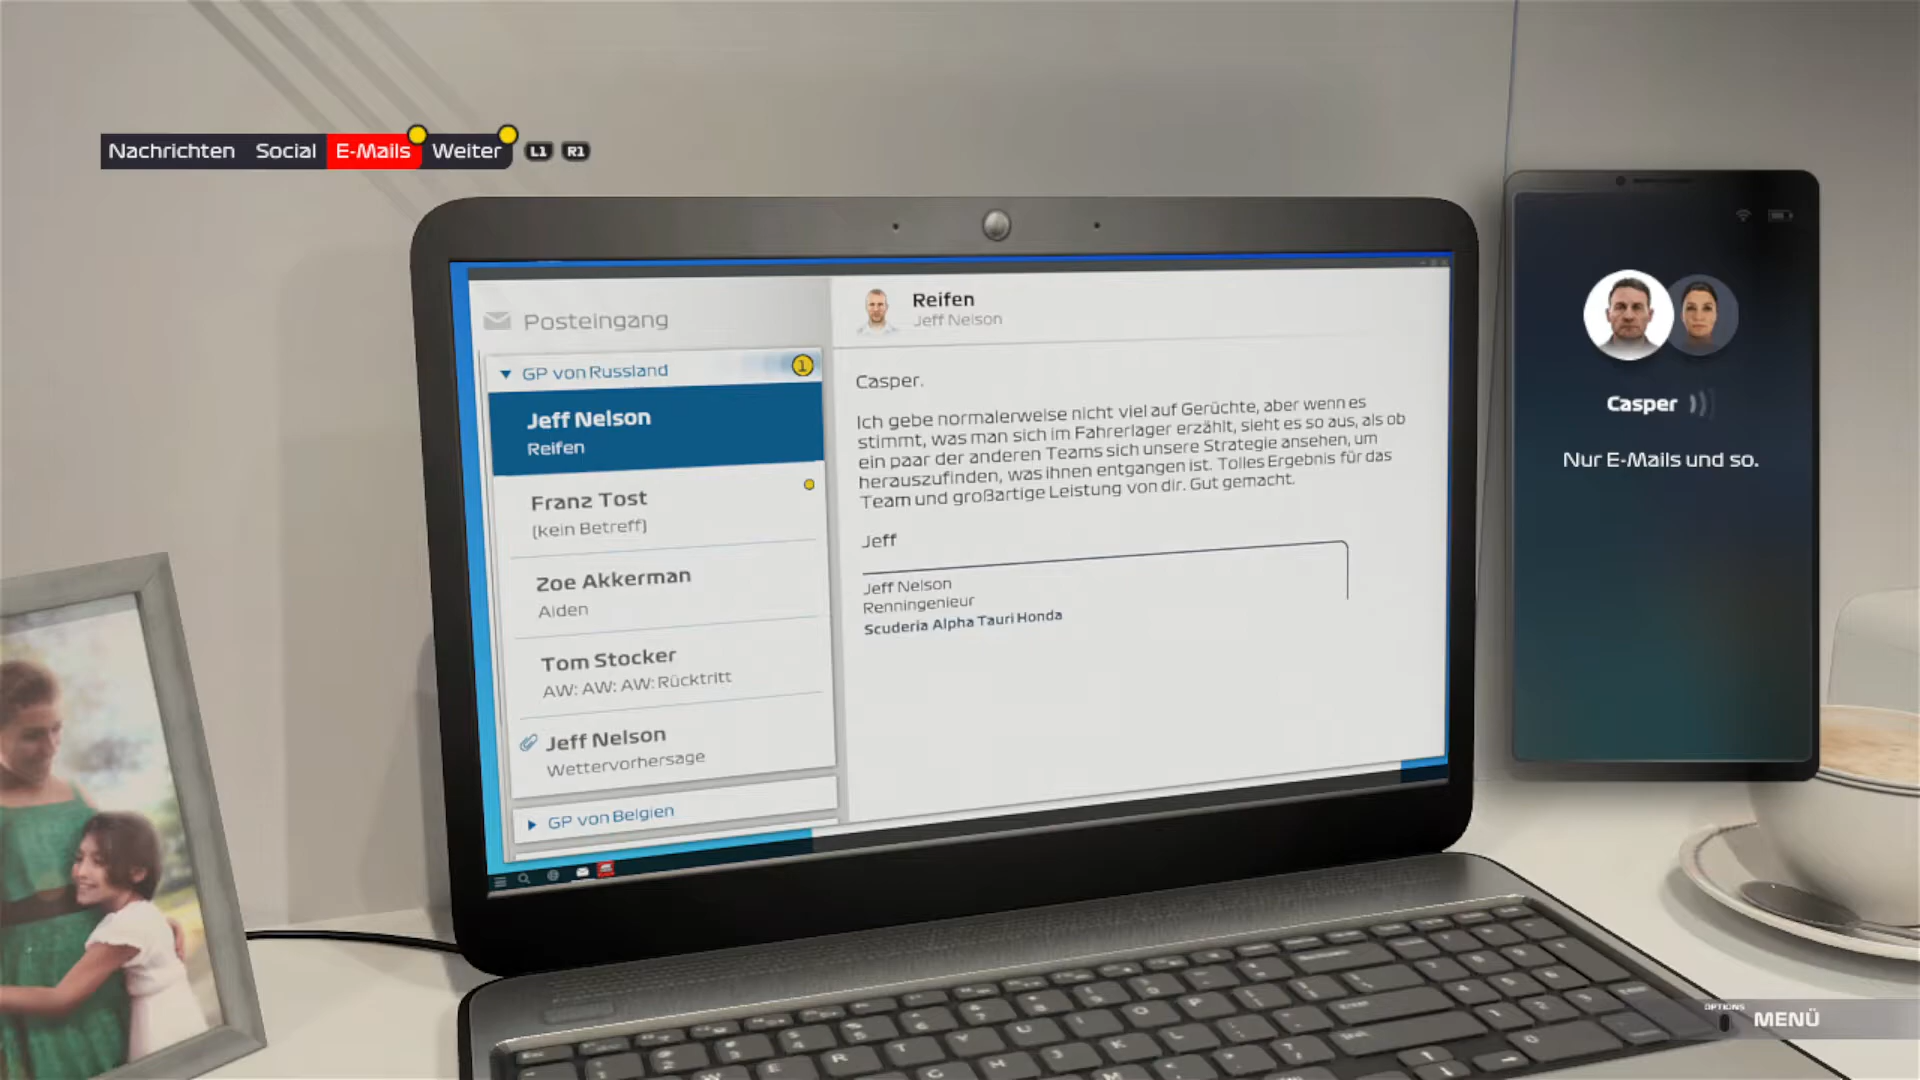 Nachrichten Social E-Mails Weiter L1 R1
Posteingang
GP von Russland 1
Jeff Nelson
Reifen
Franz Tost
(kein Betreff)
Zoe Akkerman
Aiden
Tom Stocker
AW: AW: AW: Rücktritt
Jeff Nelson
Wettervorhersage
GP von Belgien
Reifen
Jeff Nelson
Casper.
Ich gebe normalerweise nicht viel auf Gerüchte, aber wenn es
stimmt, was man sich im Fahrerlager erzählt, sieht es so aus, als ob
ein paar der anderen Teams sich unsere Strategie ansehen, um
herauszufinden, was ihnen entgangen ist. Tolles Ergebnis für das
Team und großartige Leistung von dir. Gut gemacht.
Jeff
Jeff Nelson
Renningenieur
Scuderia Alpha Tauri Honda
Casper
Nur E-Mails und so.
OPTIONS
MENÜ